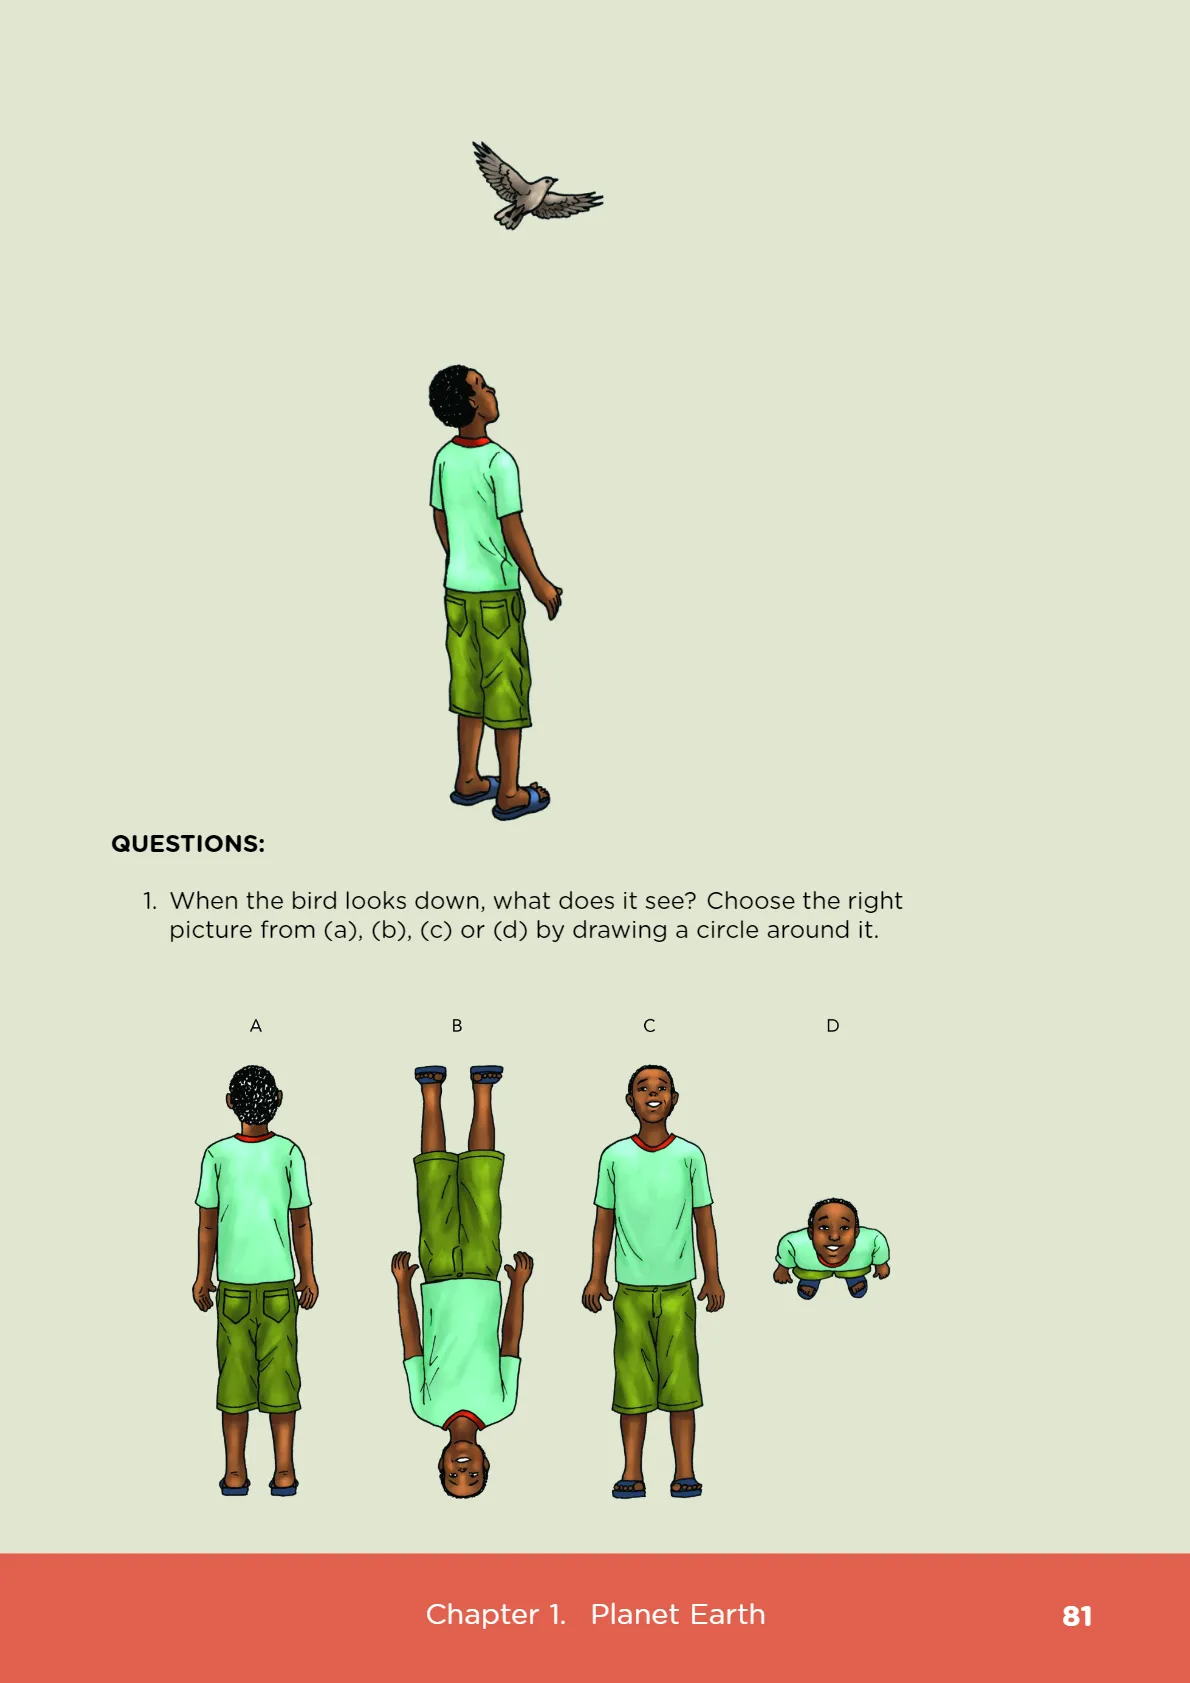 QUESTIONS:
1. When the bird looks down, what does it see? Choose the right
picture from (a), (b), (c) or (d) by drawing a circle around it.
A B C D
Chapter 1. Planet Earth 81